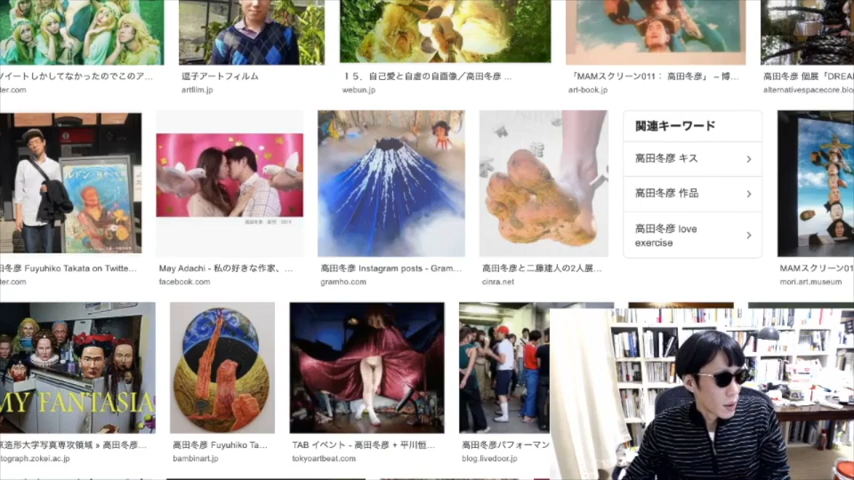 ツイートしかしてなかったのでこのア...
ter.com
逗子アートフィルム
artfilm.jp
15．自己愛と自虐の自画像／高田冬彦 ...
webun.jp
「MAMスクリーン011： 高田冬彦」 – 博...
art-book.jp
高田冬彦 個展「DREA
alternativespacecore.blog
関連キーワード
高田冬彦 キス
高田冬彦 作品
高田冬彦 love
exercise
田冬彦 Fuyuhiko Takata on Twitte...
ter.com
May Adachi - 私の好きな作家、...
facebook.com
高田冬彦 Instagram posts - Gram...
gramho.com
高田冬彦と二藤建人の2人展...
cinra.net
MAMスクリーン01
mori.art.museum
MY FANTASIA
京造形大学写真専攻領域 » 高田冬彦...
tograph.zokei.ac.jp
高田冬彦 Fuyuhiko Ta...
bambinart.jp
TAB イベント - 高田冬彦 + 平川恒...
tokyoartbeat.com
高田冬彦パフォーマン
blog.livedoor.jp